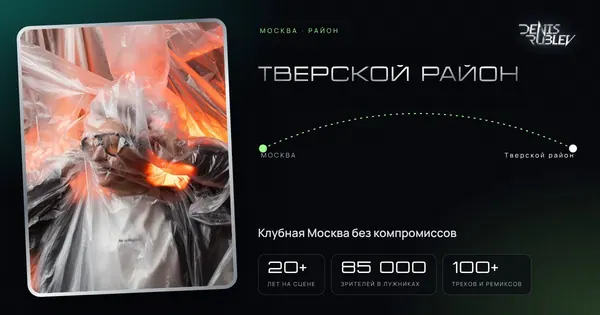 МОСКВА · РАЙОН
DENIS RUBLEV
ТВЕРСКОЙ РАЙОН
МОСКВА
Тверской район
Клубная Москва без компромиссов
20+
ЛЕТ НА СЦЕНЕ
85 000
ЗРИТЕЛЕЙ В ЛУЖНИКАХ
100+
ТРЕКОВ И РЕМИКСОВ